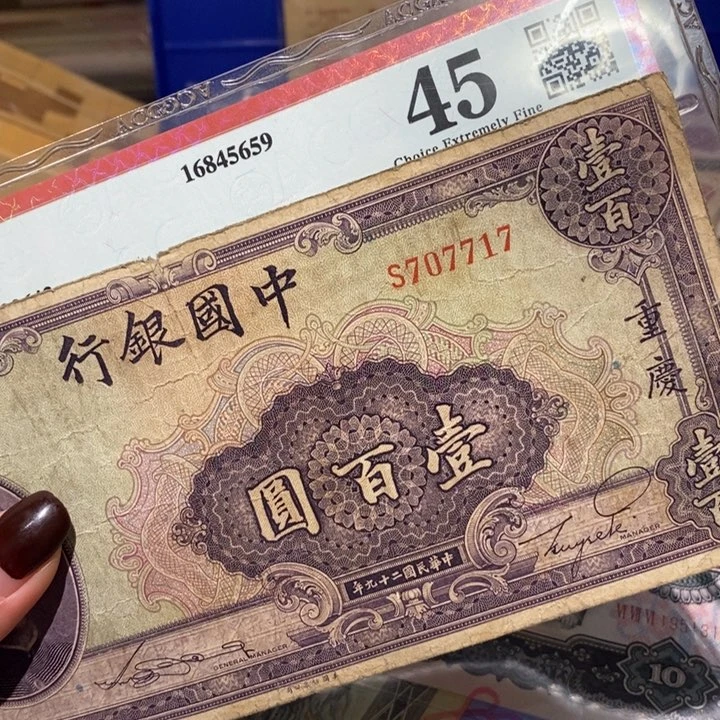 45
Choice Extremely Fine
16845659
壹百
S707717
中國銀行
重慶
壹百圓
MANAGER
中華民國二十九年
GENERAL MANAGER
10